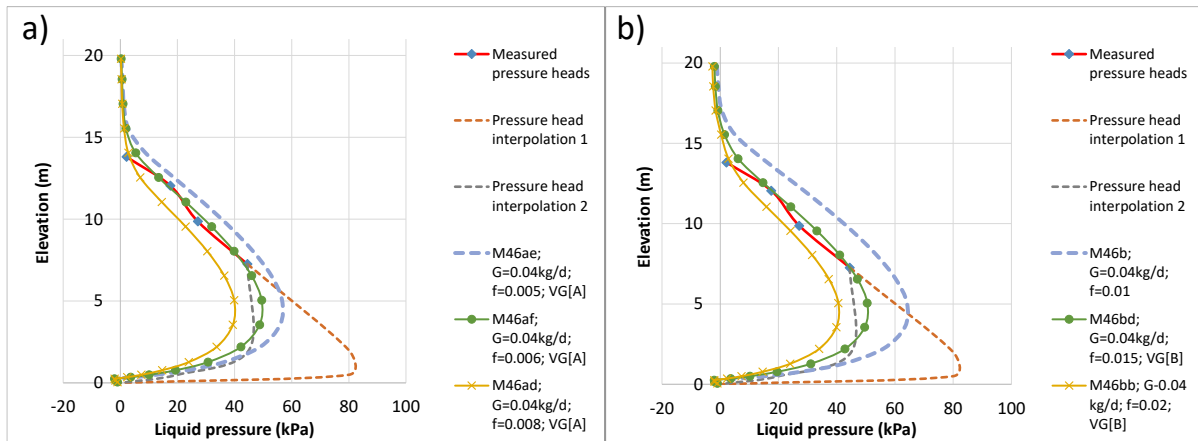 a)
Elevation (m)
20
15
10
5
0
-20
0
20
40
60
80
100
Liquid pressure (kPa)
Measured
pressure heads
Pressure head
interpolation 1
Pressure head
interpolation 2
M46ae;
G=0.04kg/d;
f=0.005; VG[A]
M46af;
G=0.04kg/d;
f=0.006; VG[A]
M46ad;
G=0.04kg/d;
f=0.008; VG[A]
b)
Elevation (m)
20
15
10
5
0
-20
0
20
40
60
80
100
Liquid pressure (kPa)
Measured
pressure heads
Pressure head
interpolation 1
Pressure head
interpolation 2
M46b;
G=0.04kg/d;
f=0.01
M46bd;
G=0.04kg/d;
f=0.015; VG[B]
M46bb; G-0.04
kg/d; f=0.02;
VG[B]